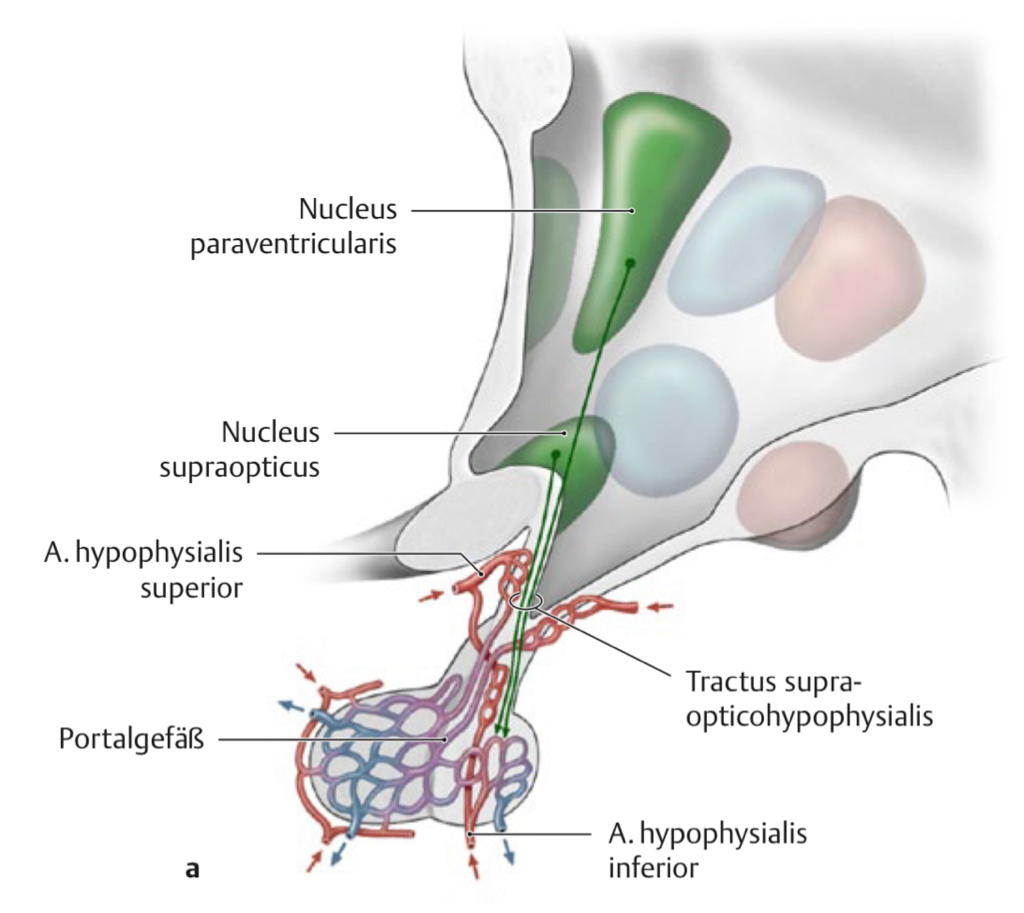 Nucleus
paraventricularis
Nucleus
supraopticus
A. hypophysialis
superior
Tractus supra-
opticohypophysialis
Portalgefäß
A. hypophysialis
inferior
a